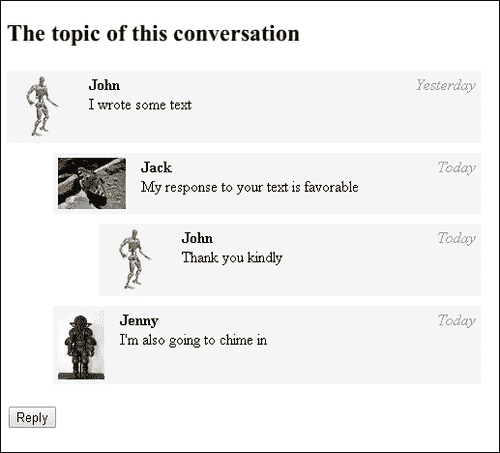 The topic of this conversation
John Yesterday
I wrote some text
Jack Today
My response to your text is favorable
John Today
Thank you kindly
Jenny Today
I'm also going to chime in
Reply